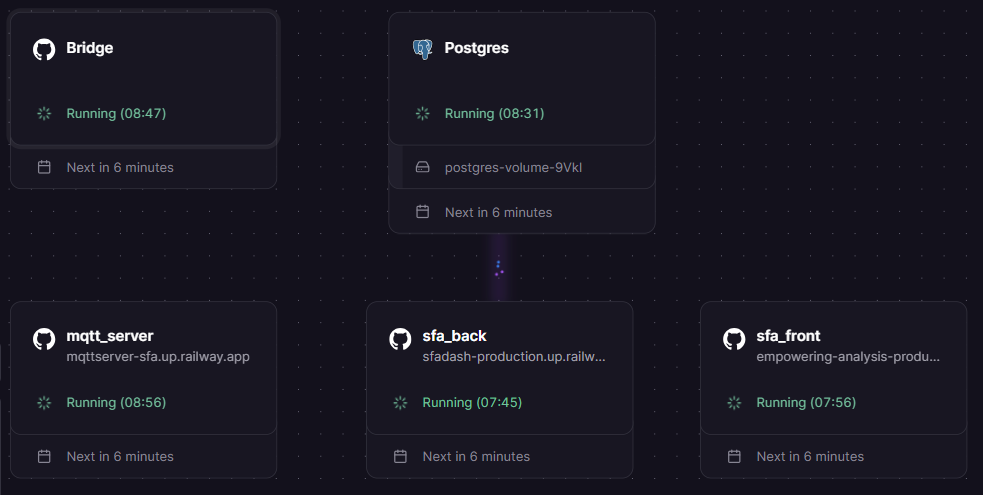 Bridge
Running (08:47)
Next in 6 minutes
Postgres
Running (08:31)
postgres-volume-9Vkl
Next in 6 minutes
mqtt_server
mqttserver-sfa.up.railway.app
Running (08:56)
Next in 6 minutes
sfa_back
sfadash-production.up.railw...
Running (07:45)
Next in 6 minutes
sfa_front
empowering-analysis-produ...
Running (07:56)
Next in 6 minutes